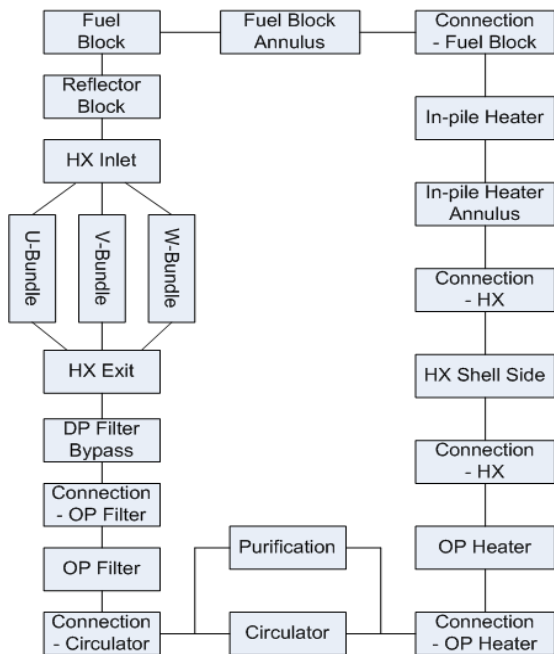 Fuel
Block
Fuel Block
Annulus
Connection
- Fuel Block
Reflector
Block
In-pile Heater
HX Inlet
In-pile Heater
Annulus
U-Bundle
V-Bundle
W-Bundle
Connection
- HX
HX Exit
HX Shell Side
DP Filter
Bypass
Connection
- HX
Connection
- OP Filter
Purification
OP Heater
OP Filter
Connection
- Circulator
Circulator
Connection
- OP Heater